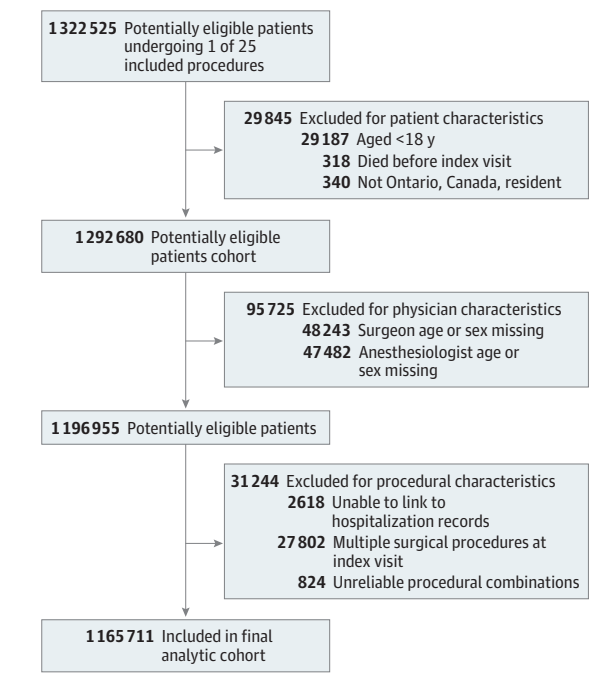 1322525 Potentially eligible patients
undergoing 1 of 25
included procedures
29845 Excluded for patient characteristics
29187 Aged <18 y
318 Died before index visit
340 Not Ontario, Canada, resident
1292680 Potentially eligible
patients cohort
95725 Excluded for physician characteristics
48243 Surgeon age or sex missing
47482 Anesthesiologist age or
sex missing
1196955 Potentially eligible patients
31244 Excluded for procedural characteristics
2618 Unable to link to
hospitalization records
27802 Multiple surgical procedures at
index visit
824 Unreliable procedural combinations
1165711 Included in final
analytic cohort